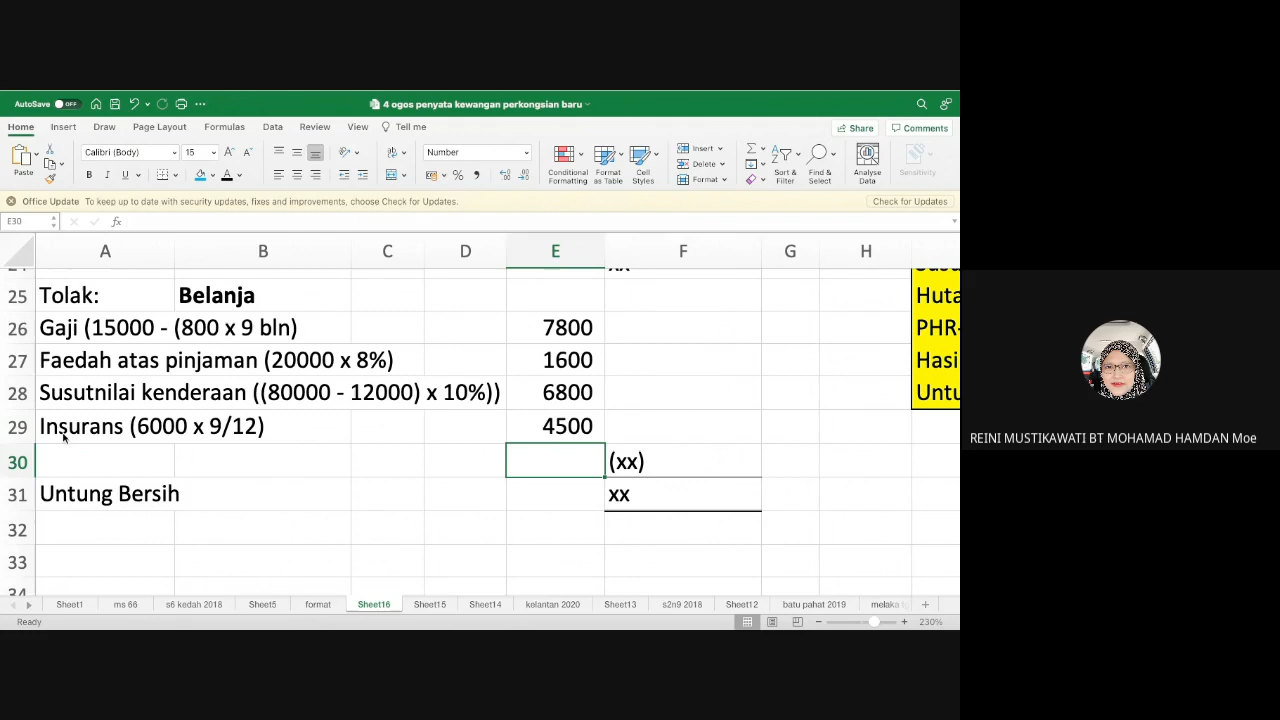 AutoSave OFF 4 ogos penyata kewangan perkongsian baru
Home Insert Draw Page Layout Formulas Data Review View Tell me Share Comments
Paste Calibri (Body) 15 A A B I U A Number % Conditional Formatting Format as Table Cell Styles Insert Delete Format Sort & Filter Find & Select Analyse Data Sensitivity
Office Update To keep up to date with security updates, fixes and improvements, choose Check for Updates. Check for Updates
E30 fx
A B C D E F G H
xx
25 Tolak: Belanja Huta
26 Gaji (15000 - (800 x 9 bln) 7800 PHR-
27 Faedah atas pinjaman (20000 x 8%) 1600 Hasi
28 Susutnilai kenderaan ((80000 - 12000) x 10%)) 6800 Untu
29 Insurans (6000 x 9/12) 4500
30 (xx)
31 Untung Bersih xx
32
33
34
Sheet1 ms 66 s6 kedah 2018 Sheet5 format Sheet16 Sheet15 Sheet14 kelantan 2020 Sheet13 s2n9 2018 Sheet12 batu pahat 2019 melaka +
Ready 230%
REINI MUSTIKAWATI BT MOHAMAD HAMDAN Moe